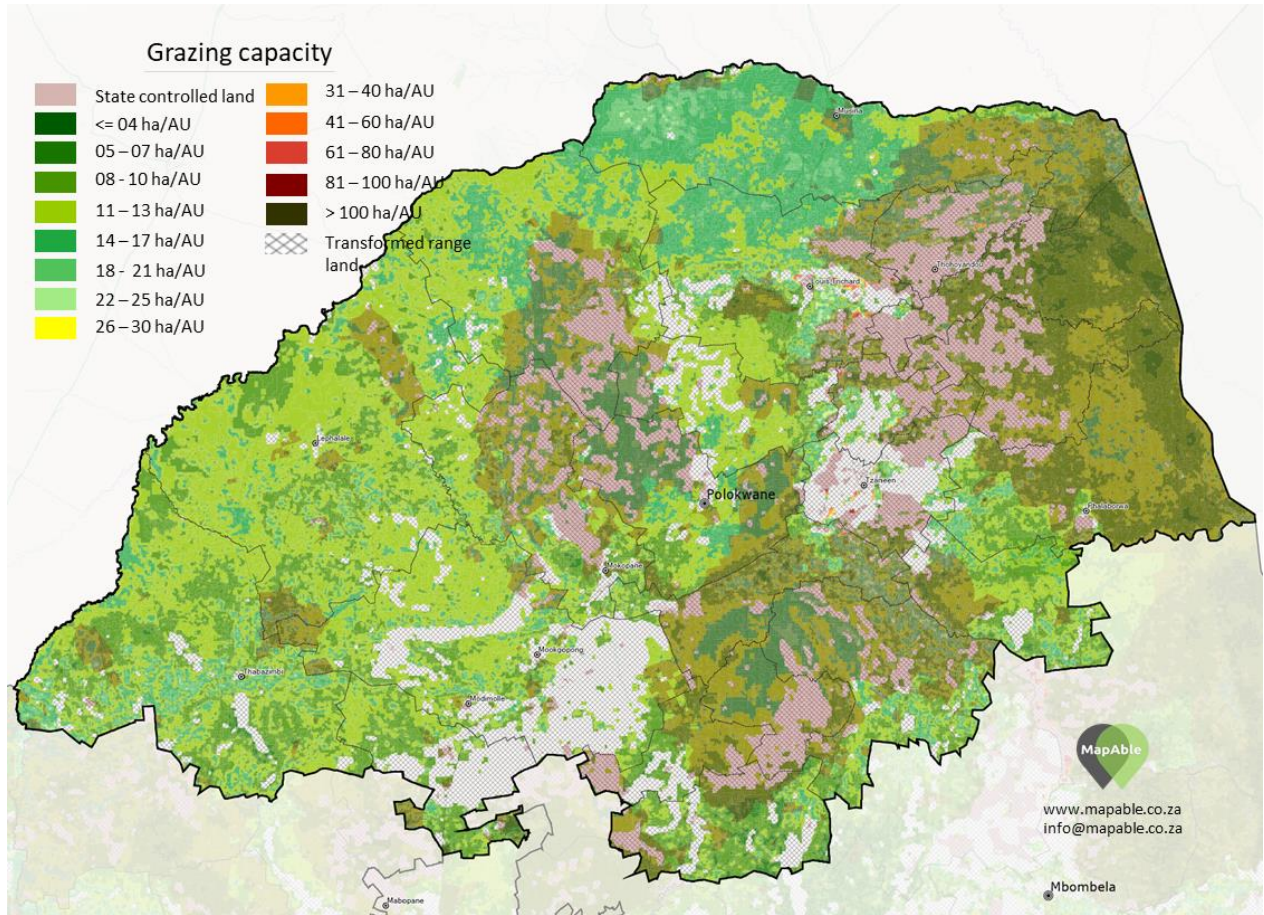 Grazing capacity
State controlled land
<= 04 ha/AU
05 – 07 ha/AU
08 - 10 ha/AU
11 – 13 ha/AU
14 – 17 ha/AU
18 - 21 ha/AU
22 – 25 ha/AU
26 – 30 ha/AU
31 – 40 ha/AU
41 – 60 ha/AU
61 – 80 ha/AU
81 – 100 ha/AU
> 100 ha/AU
Transformed range
land
Musina
Thohoyandou
Louis Trichard
Lephalale
Polokwane
Tzaneen
Phalaborwa
Mokopane
Mookgopong
Thabazimbi
Modimolle
MapAble
www.mapable.co.za
info@mapable.co.za
Mbombela
Mabopane